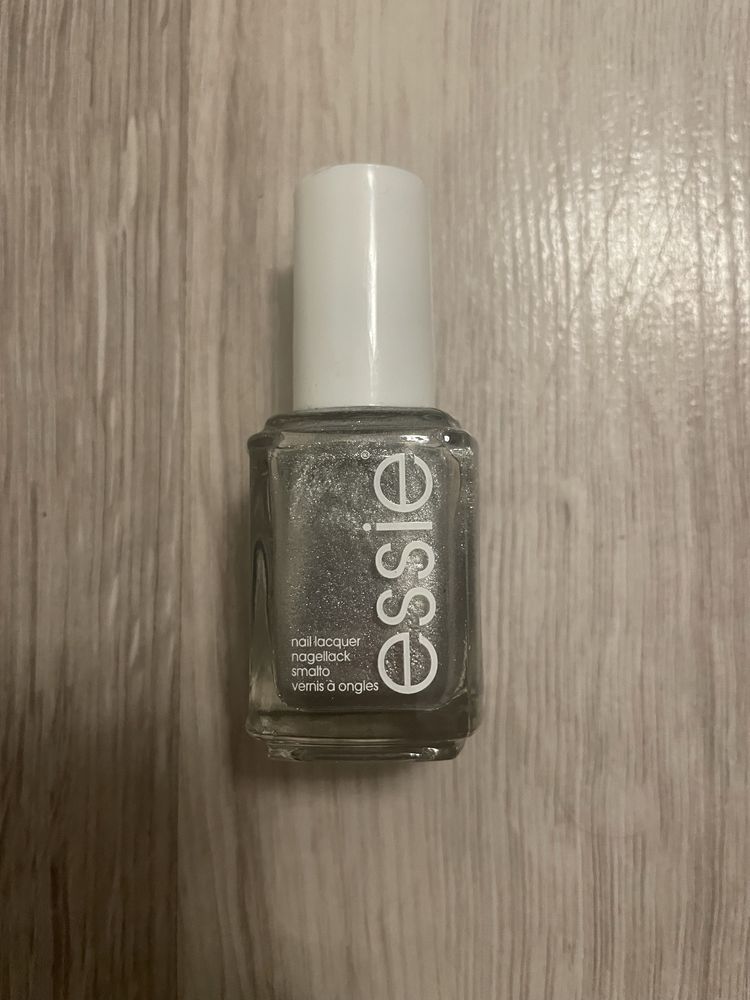 essie®
nail lacquer
nagellack
smalto
vernis à ongles